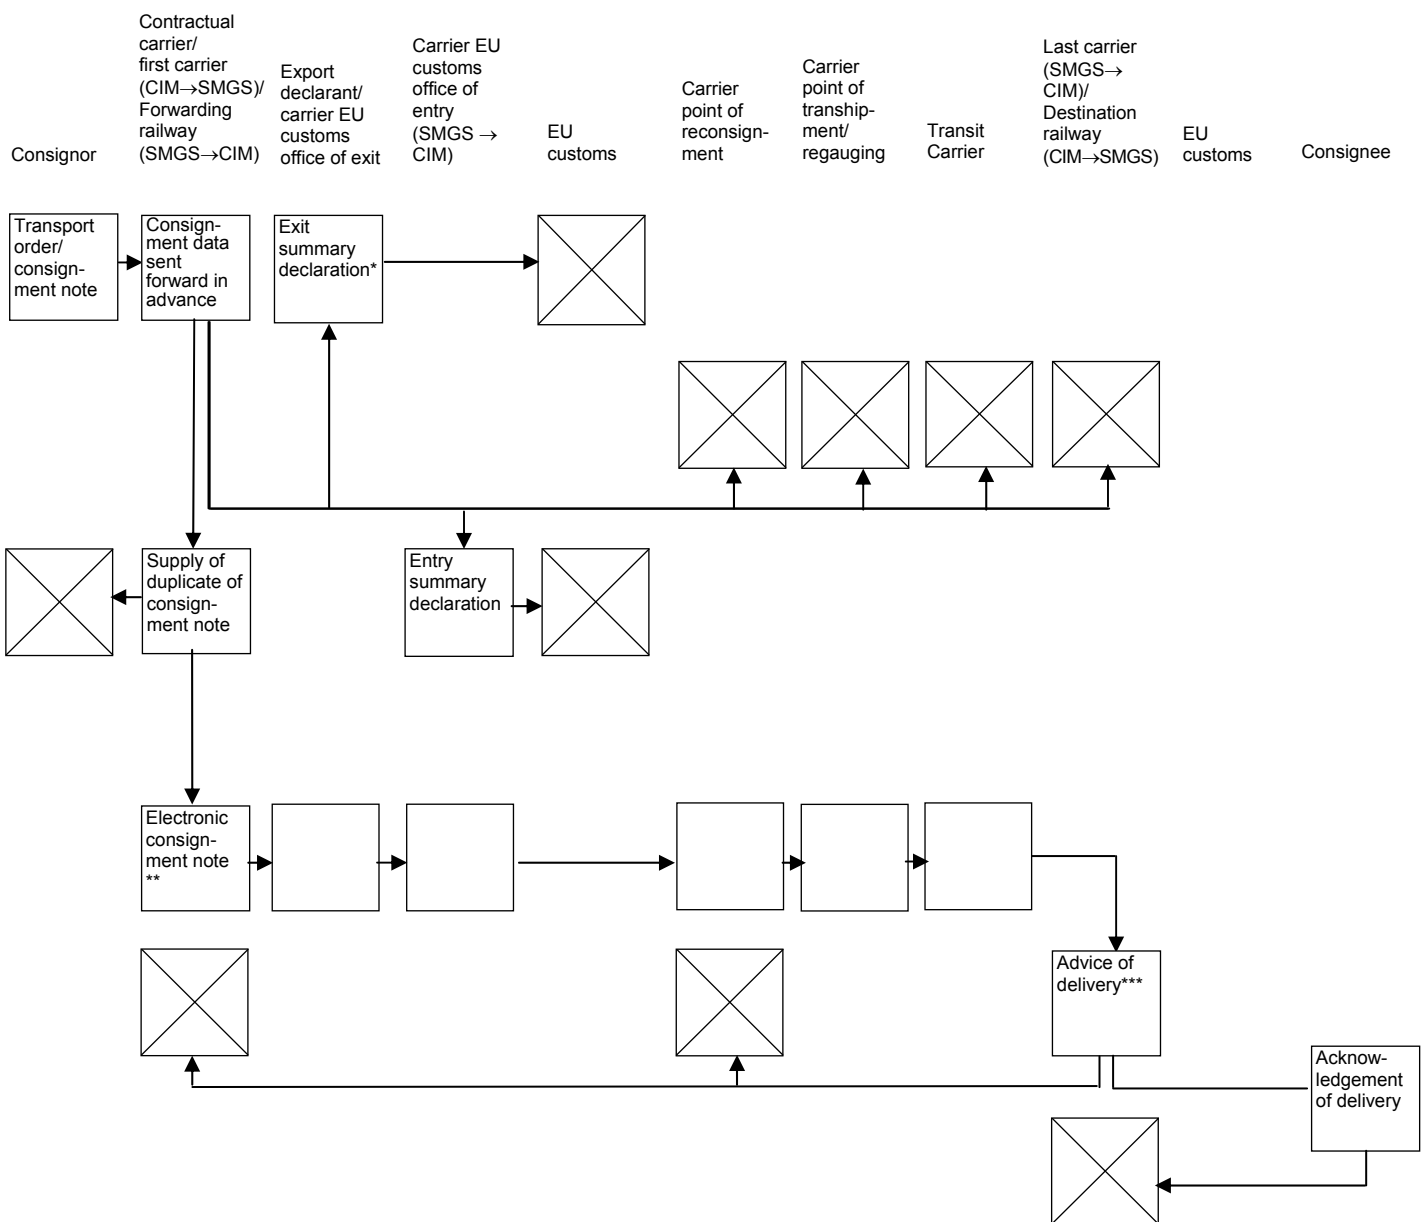 Consignor
Contractual
carrier/
first carrier
(CIM→SMGS)/
Forwarding
railway
(SMGS→CIM)
Export
declarant/
carrier EU
customs
office of exit
Carrier EU
customs
office of
entry
(SMGS →
CIM)
EU
customs
Carrier
point of
reconsign-
ment
Carrier
point of
tranship-
ment/
regauging
Transit
Carrier
Last carrier
(SMGS→
CIM)/
Destination
railway
(CIM→SMGS)
EU
customs
Consignee
Transport
order/
consign-
ment note
Consign-
ment data
sent
forward in
advance
Exit
summary
declaration*
Supply of
duplicate of
consign-
ment note
Entry
summary
declaration
Electronic
consign-
ment note
**
Advice of
delivery***
Acknow-
ledgement
of delivery